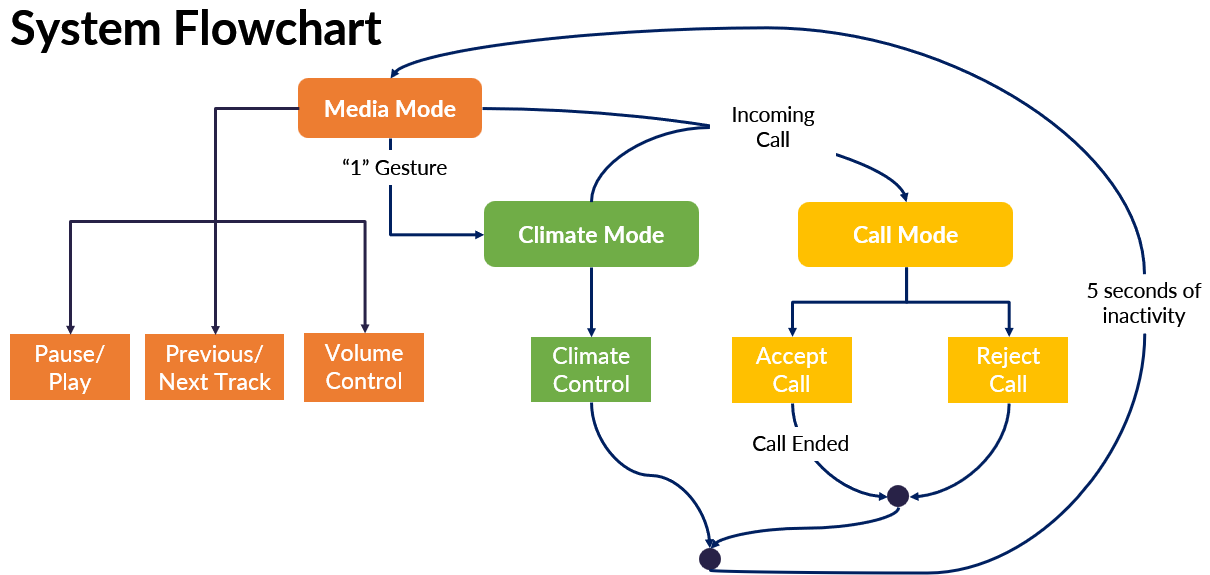 System Flowchart
Media Mode
Incoming
Call
“1” Gesture
Climate Mode
Call Mode
5 seconds of
inactivity
Pause/
Play
Previous/
Next Track
Volume
Control
Climate
Control
Accept
Call
Reject
Call
Call Ended